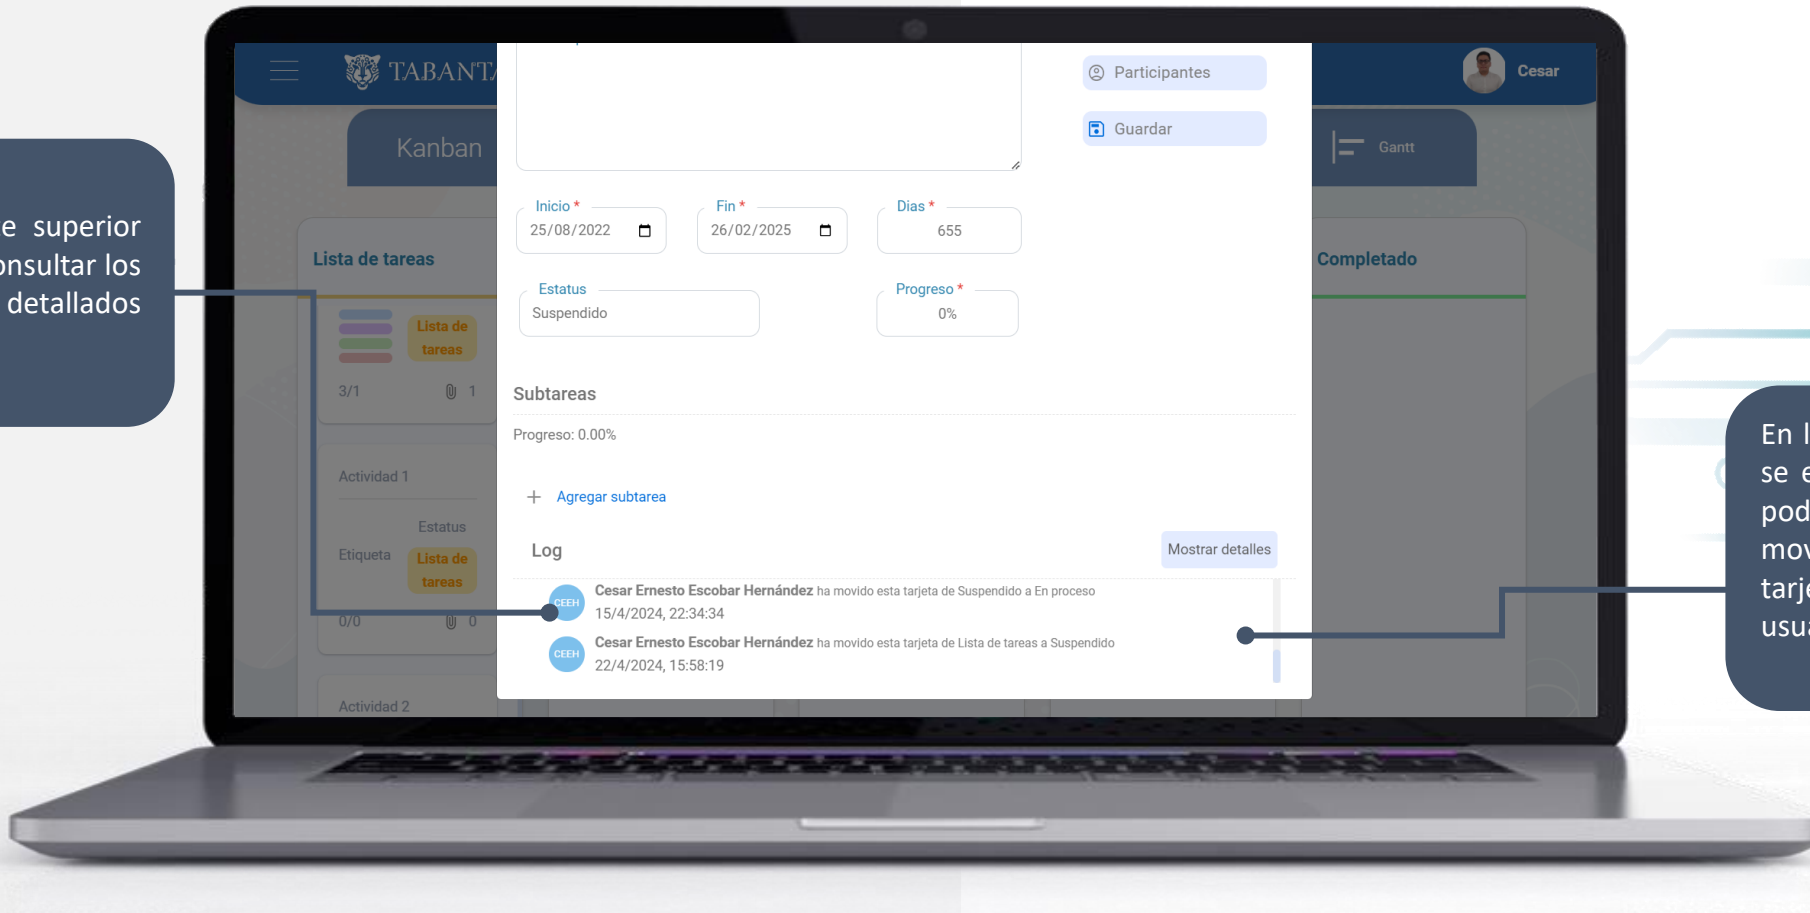 TABANT
Cesar
Kanban
Gantt
Participantes
Guardar
superior
los
detallados
Inicio *
25/08/2022
Fin *
26/02/2025
Dias *
655
Estatus
Suspendido
Progreso *
0%
Lista de tareas
Completado
Lista de
tareas
3/1
1
Subtareas
Progreso: 0.00%
Agregar subtarea
Actividad 1
Estatus
Etiqueta
Lista de
tareas
0/0
0
Actividad 2
Log
Mostrar detalles
CEEH
Cesar Ernesto Escobar Hernández ha movido esta tarjeta de Suspendido a En proceso
15/4/2024, 22:34:34
CEEH
Cesar Ernesto Escobar Hernández ha movido esta tarjeta de Lista de tareas a Suspendido
22/4/2024, 15:58:19
En
se